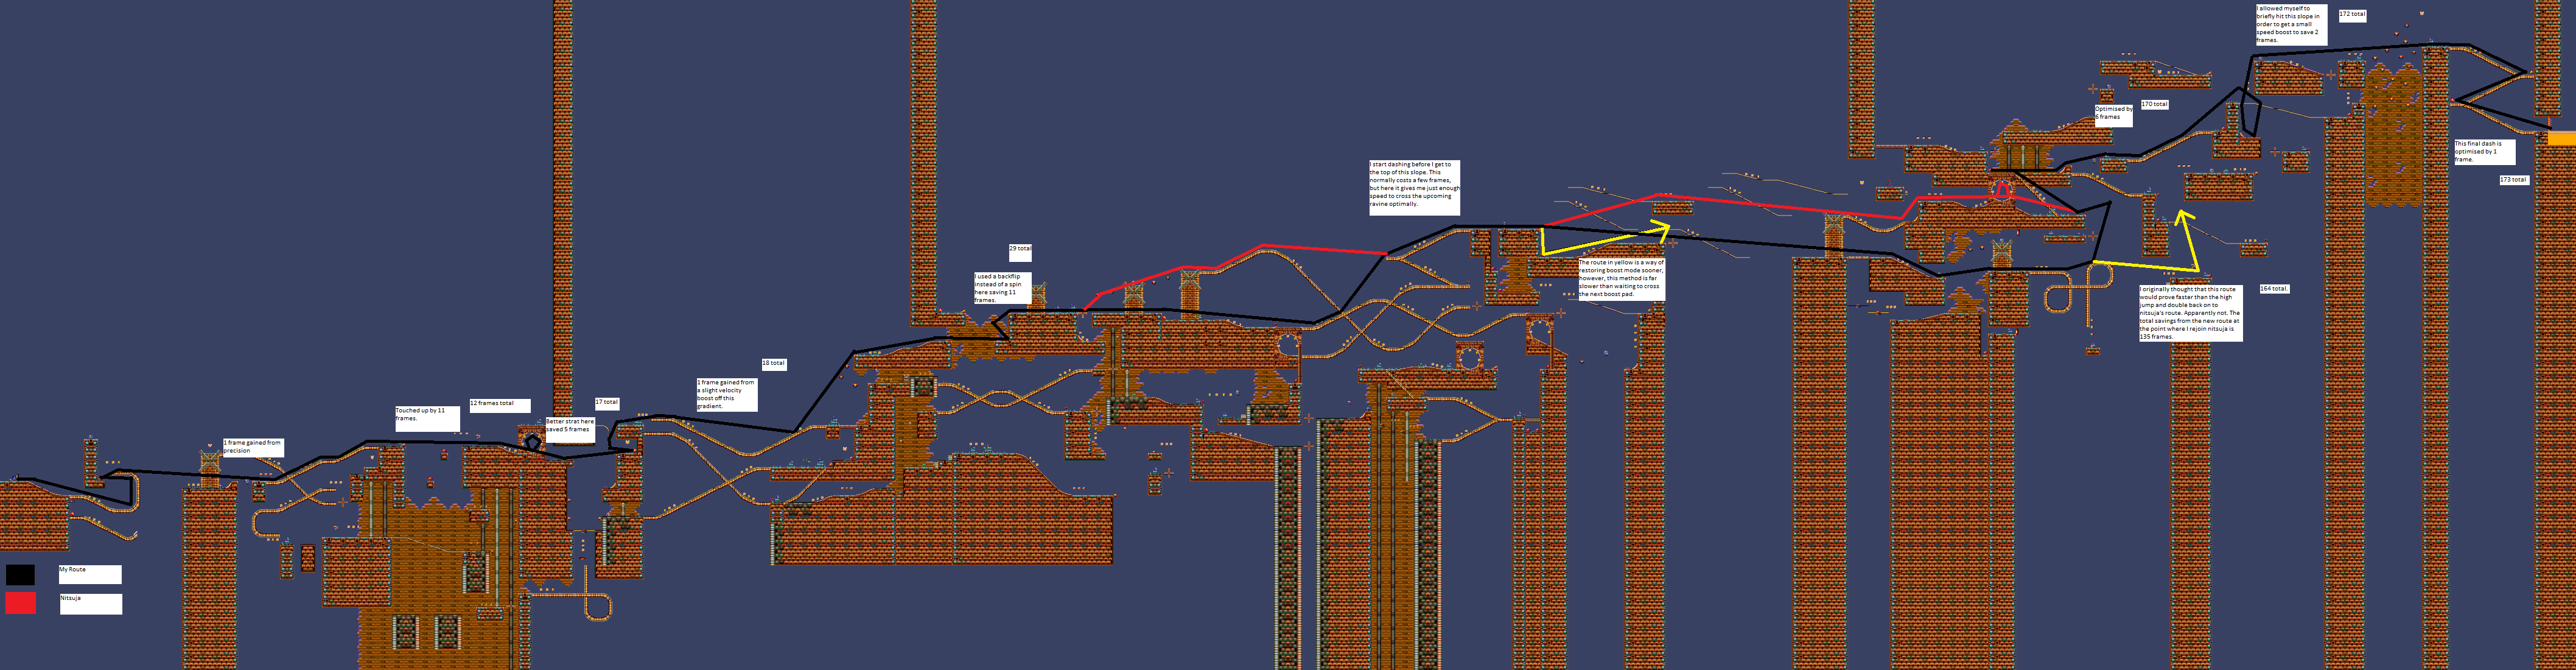 1 frame gained from
precision
Touched up by 11
frames.
12 frames total
Better strat here
saved 5 frames
17 total
1 frame gained from
a slight velocity
boost off this
gradient.
18 total
I used a backflip
instead of a spin
here saving 11
frames.
29 total
I start dashing before I get to
the top of this slope. This
normally costs a few frames,
but here it gives me just enough
speed to cross the upcoming
ravine optimally.
The route in yellow is a way of
restoring boost mode sooner,
however, this method is far
slower than waiting to cross
the next boost pad.
I originally thought that this route
would prove faster than the high
jump and double back on to
nitsuja's route. Apparently not. The
total savings from the new route at
the point where I rejoin nitsuja is
135 frames.
164 total.
Optimised by
6 frames
170 total
I allowed myself to
briefly hit this slope in
order to get a small
speed boost to save 2
frames.
172 total
This final dash is
optimised by 1
frame.
173 total
My Route
Nitsuja